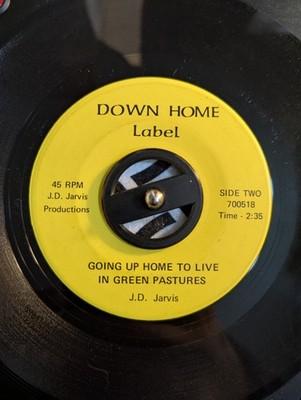 DOWN HOME
Label
45 RPM
J.D. Jarvis
Productions
SIDE TWO
700518
Time - 2:35
GOING UP HOME TO LIVE
IN GREEN PASTURES
J.D. Jarvis